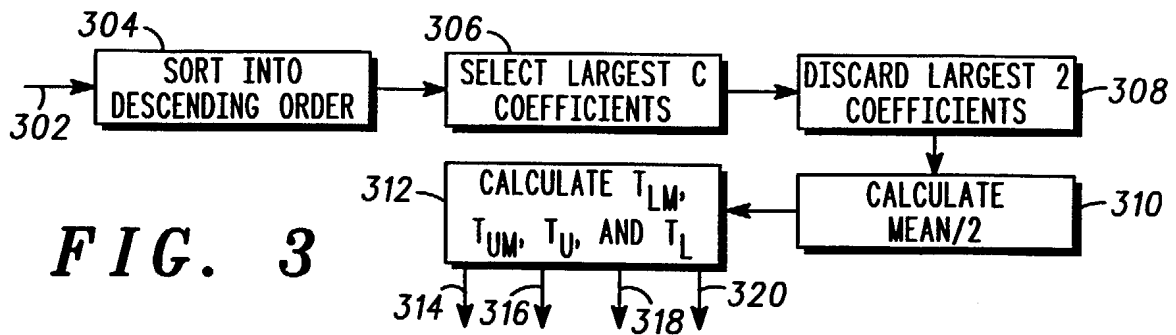 304
SORT INTO
DESCENDING ORDER
302
306
SELECT LARGEST C
COEFFICIENTS
DISCARD LARGEST 2
COEFFICIENTS
308
CALCULATE
MEAN/2
310
312
CALCULATE T_LM,
T_UM, T_U, AND T_L
314
316
318
320
FIG. 3